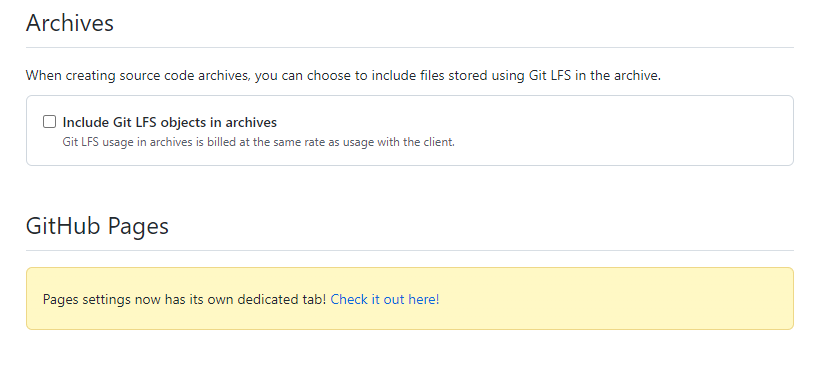 Archives
When creating source code archives, you can choose to include files stored using Git LFS in the archive.
Include Git LFS objects in archives
Git LFS usage in archives is billed at the same rate as usage with the client.
GitHub Pages
Pages settings now has its own dedicated tab! Check it out here!